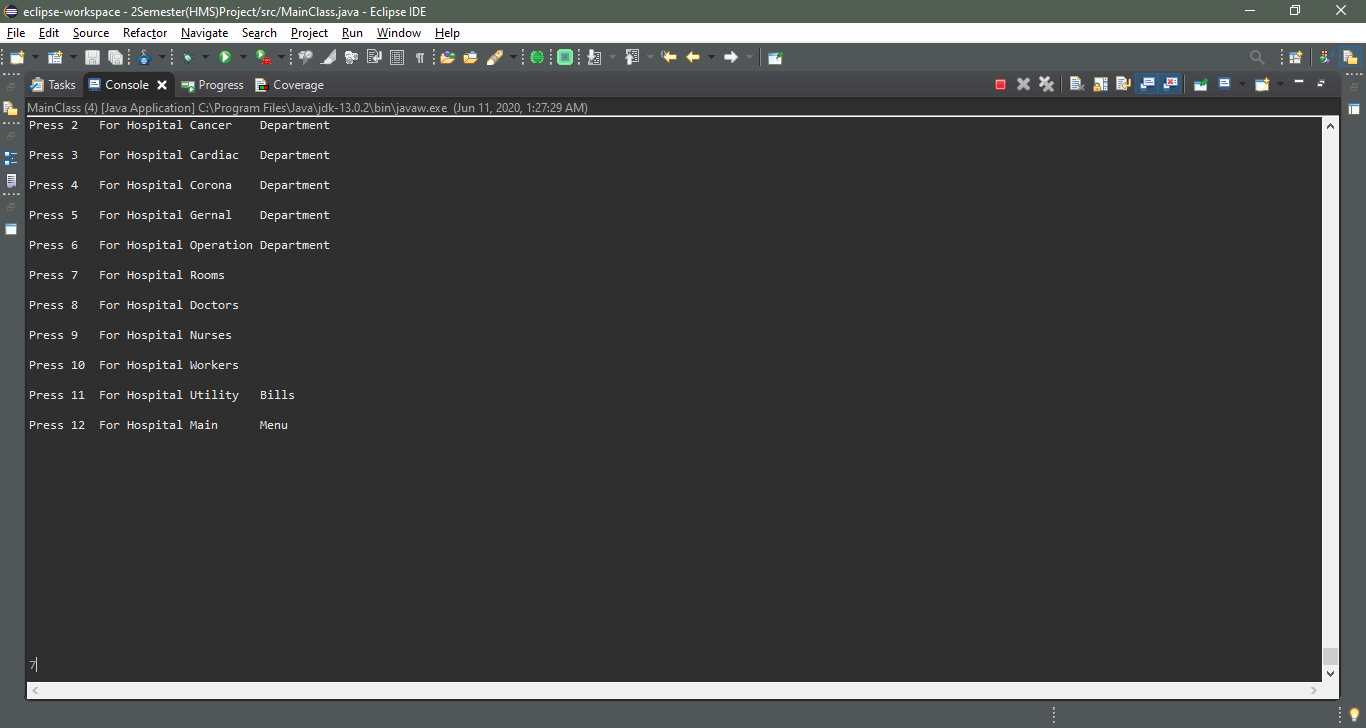 eclipse-workspace - 2Semester(HMS)Project/src/MainClass.java - Eclipse IDE
File Edit Source Refactor Navigate Search Project Run Window Help
Tasks Console Progress Coverage
MainClass (4) [Java Application] C:\Program Files\Java\jdk-13.0.2\bin\javaw.exe (Jun 11, 2020, 1:27:29 AM)
Press 2 For Hospital Cancer Department
Press 3 For Hospital Cardiac Department
Press 4 For Hospital Corona Department
Press 5 For Hospital Gernal Department
Press 6 For Hospital Operation Department
Press 7 For Hospital Rooms
Press 8 For Hospital Doctors
Press 9 For Hospital Nurses
Press 10 For Hospital Workers
Press 11 For Hospital Utility Bills
Press 12 For Hospital Main Menu
7